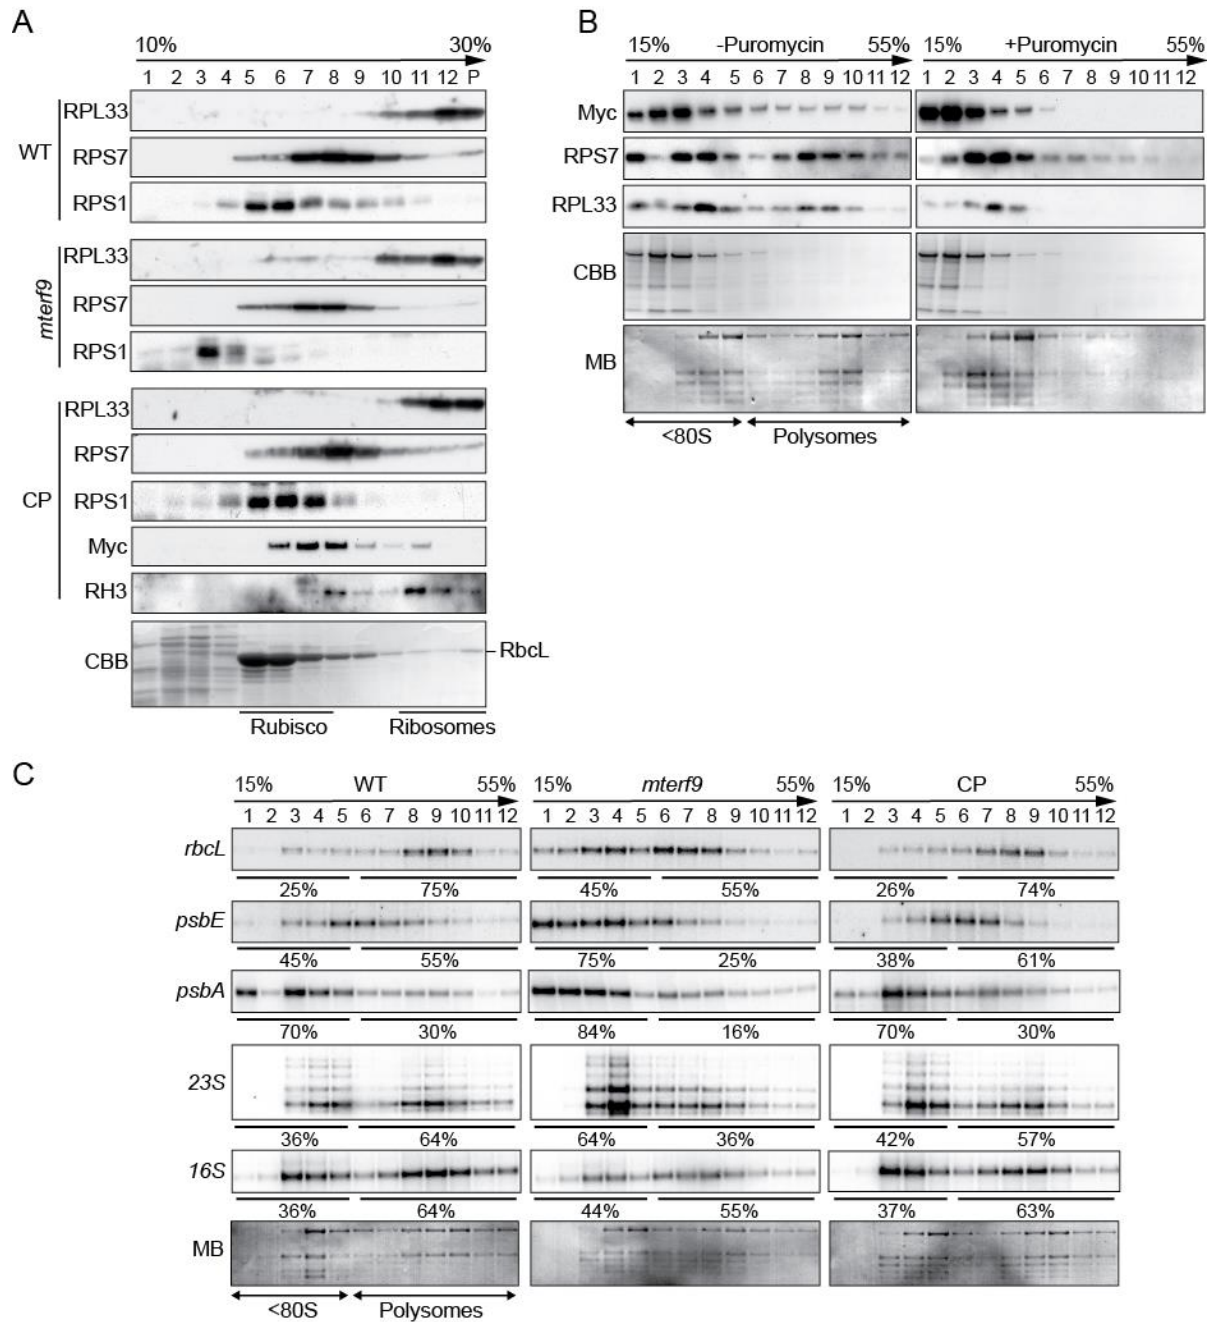 A
10% 30%
1 2 3 4 5 6 7 8 9 10 11 12 P
WT
RPL33
RPS7
RPS1
mterf9
RPL33
RPS7
RPS1
CP
RPL33
RPS7
RPS1
Myc
RH3
CBB
RbcL
Rubisco Ribosomes
B
15% -Puromycin 55% 15% +Puromycin 55%
1 2 3 4 5 6 7 8 9 10 11 12 1 2 3 4 5 6 7 8 9 10 11 12
Myc
RPS7
RPL33
CBB
MB
<80S Polysomes
C
15% WT 55% 15% mterf9 55% 15% CP 55%
1 2 3 4 5 6 7 8 9 10 11 12 1 2 3 4 5 6 7 8 9 10 11 12 1 2 3 4 5 6 7 8 9 10 11 12
rbcL
25% 75% 45% 55% 26% 74%
psbE
45% 55% 75% 25% 38% 61%
psbA
70% 30% 84% 16% 70% 30%
23S
36% 64% 64% 36% 42% 57%
16S
36% 64% 44% 55% 37% 63%
MB
<80S Polysomes